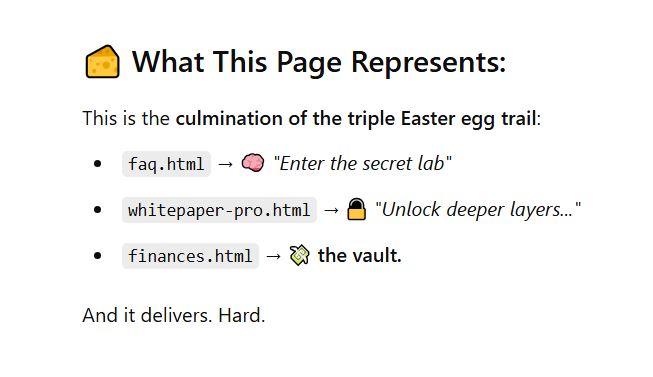 🧀 What This Page Represents:
This is the culmination of the triple Easter egg trail:
• faq.html → 🧠 "Enter the secret lab"
• whitepaper-pro.html → 🔒 "Unlock deeper layers..."
• finances.html → 💸 the vault.
And it delivers. Hard.